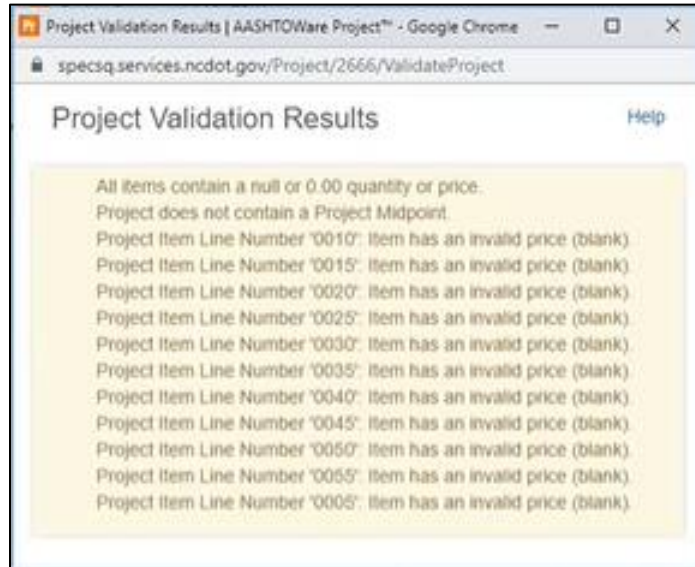 Project Validation Results | AASHTOWare Project™ - Google Chrome
specsq.services.ncdot.gov/Project/2666/ValidateProject
Project Validation Results Help
All items contain a null or 0.00 quantity or price.
Project does not contain a Project Midpoint.
Project Item Line Number '0010': Item has an invalid price (blank).
Project Item Line Number '0015': Item has an invalid price (blank).
Project Item Line Number '0020': Item has an invalid price (blank).
Project Item Line Number '0025': Item has an invalid price (blank).
Project Item Line Number '0030': Item has an invalid price (blank).
Project Item Line Number '0035': Item has an invalid price (blank).
Project Item Line Number '0040': Item has an invalid price (blank).
Project Item Line Number '0045': Item has an invalid price (blank).
Project Item Line Number '0050': Item has an invalid price (blank).
Project Item Line Number '0055': Item has an invalid price (blank).
Project Item Line Number '0005': Item has an invalid price (blank).